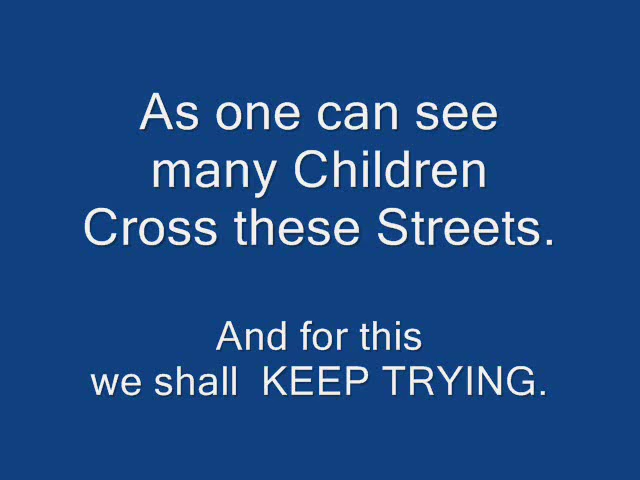 As one can see
many Children
Cross these Streets.
And for this
we shall  KEEP TRYING.